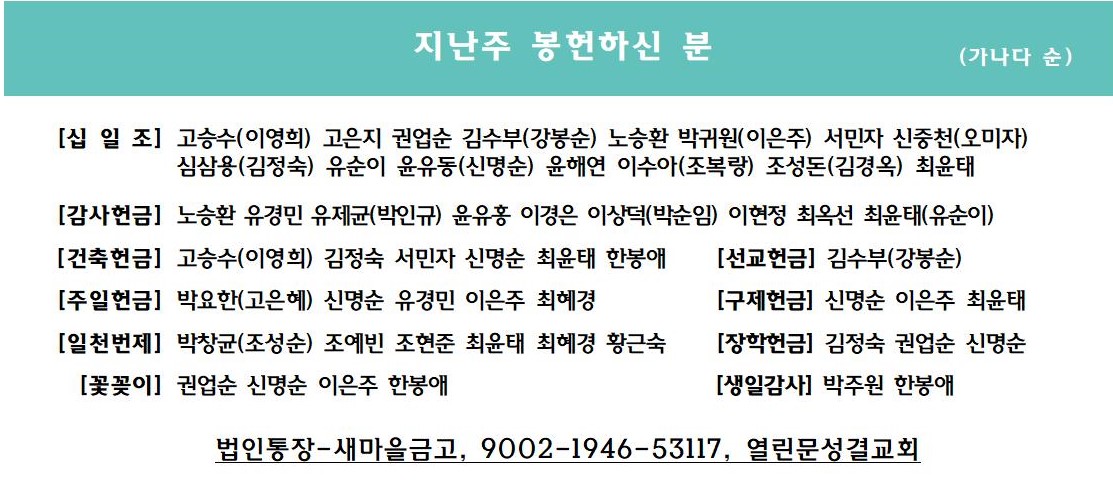 지난주 봉헌하신 분
(가나다 순)
[십 일 조] 고승수(이영희) 고은지 권업순 김수부(강봉순) 노승환 박귀원(이은주) 서민자 신중천(오미자)
심삼용(김정숙) 유순이 윤유동(신명순) 윤해연 이수아(조복랑) 조성돈(김경옥) 최윤태
[감사헌금] 노승환 유경민 유제균(박인규) 윤유흥 이경은 이상덕(박순임) 이현정 최옥선 최윤태(유순이)
[건축헌금] 고승수(이영희) 김정숙 서민자 신명순 최윤태 한봉애 [선교헌금] 김수부(강봉순)
[주일헌금] 박요한(고은혜) 신명순 유경민 이은주 최혜경 [구제헌금] 신명순 이은주 최윤태
[일천번제] 박창균(조성순) 조예빈 조현준 최윤태 최혜경 황근숙 [장학헌금] 김정숙 권업순 신명순
[꽃꽂이] 권업순 신명순 이은주 한봉애 [생일감사] 박주원 한봉애
법인통장-새마을금고, 9002-1946-53117, 열린문성결교회